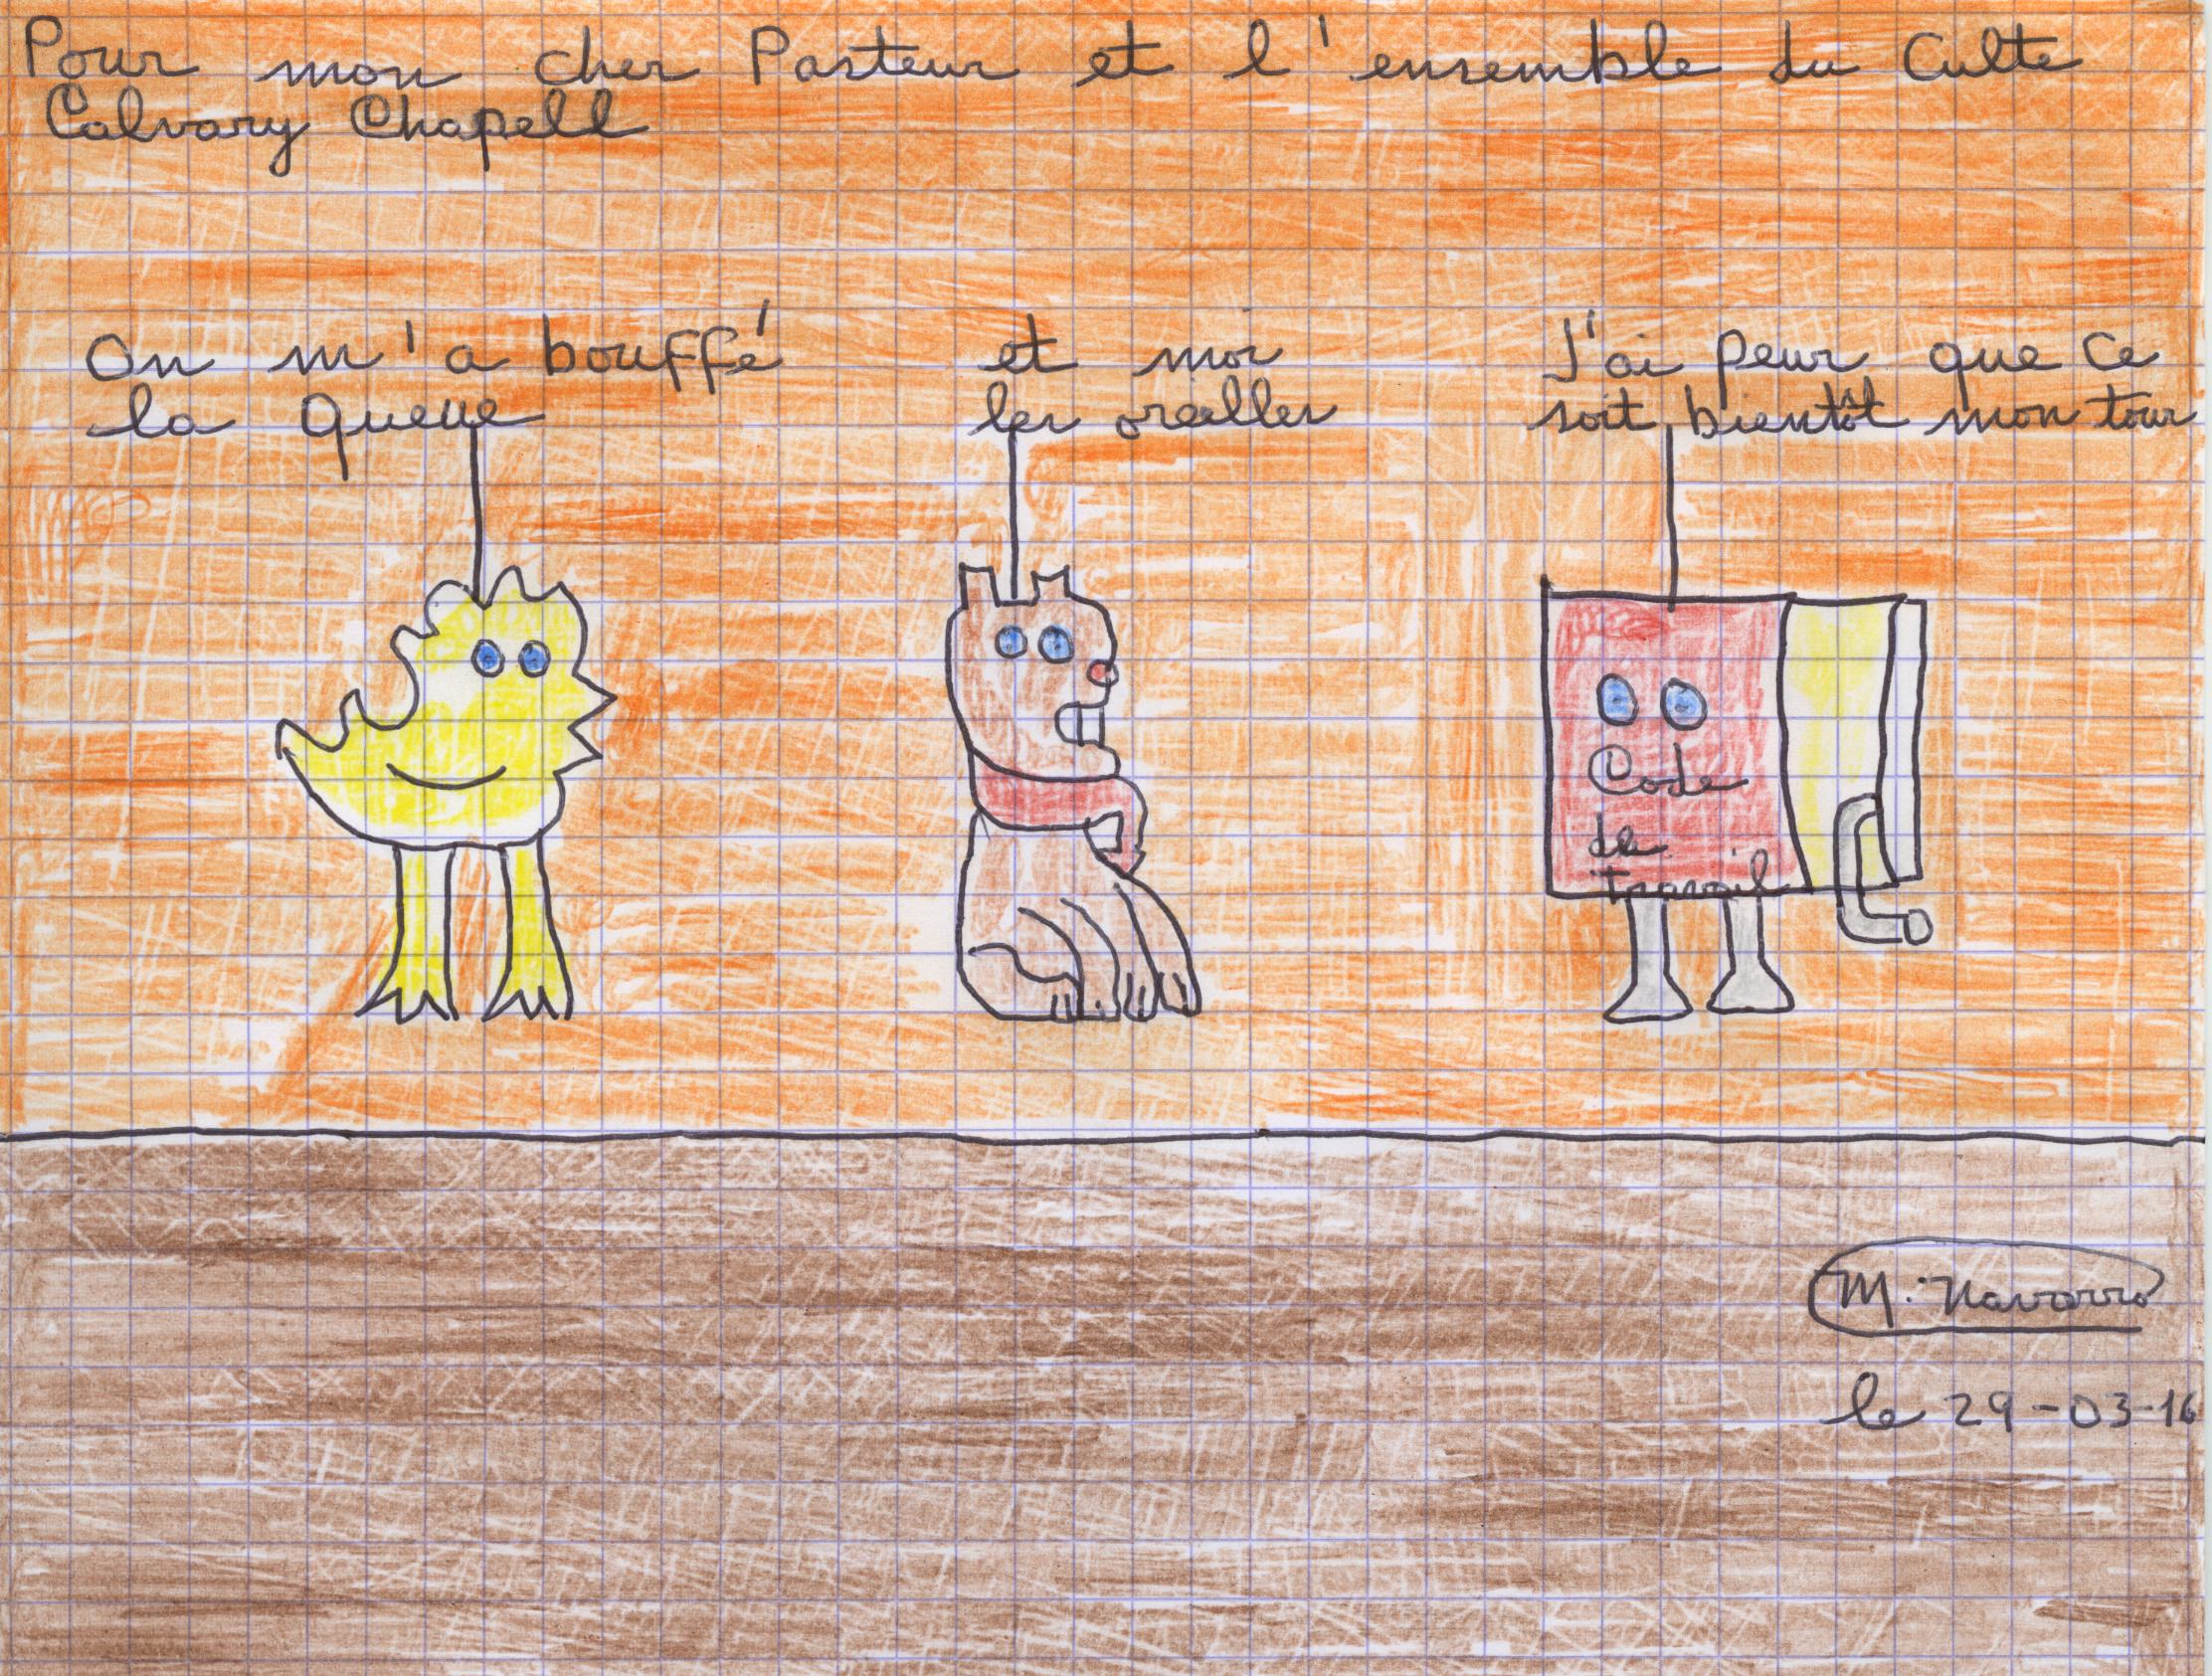 Pour mon cher Pasteur et l'ensemble du Culte
Calvary Chapell
On m'a bouffé
la queue
et moi
les oreilles
J'ai peur que ce
soit bientôt mon tour
Code
de
travail
M. Navarro
le 29-03-16